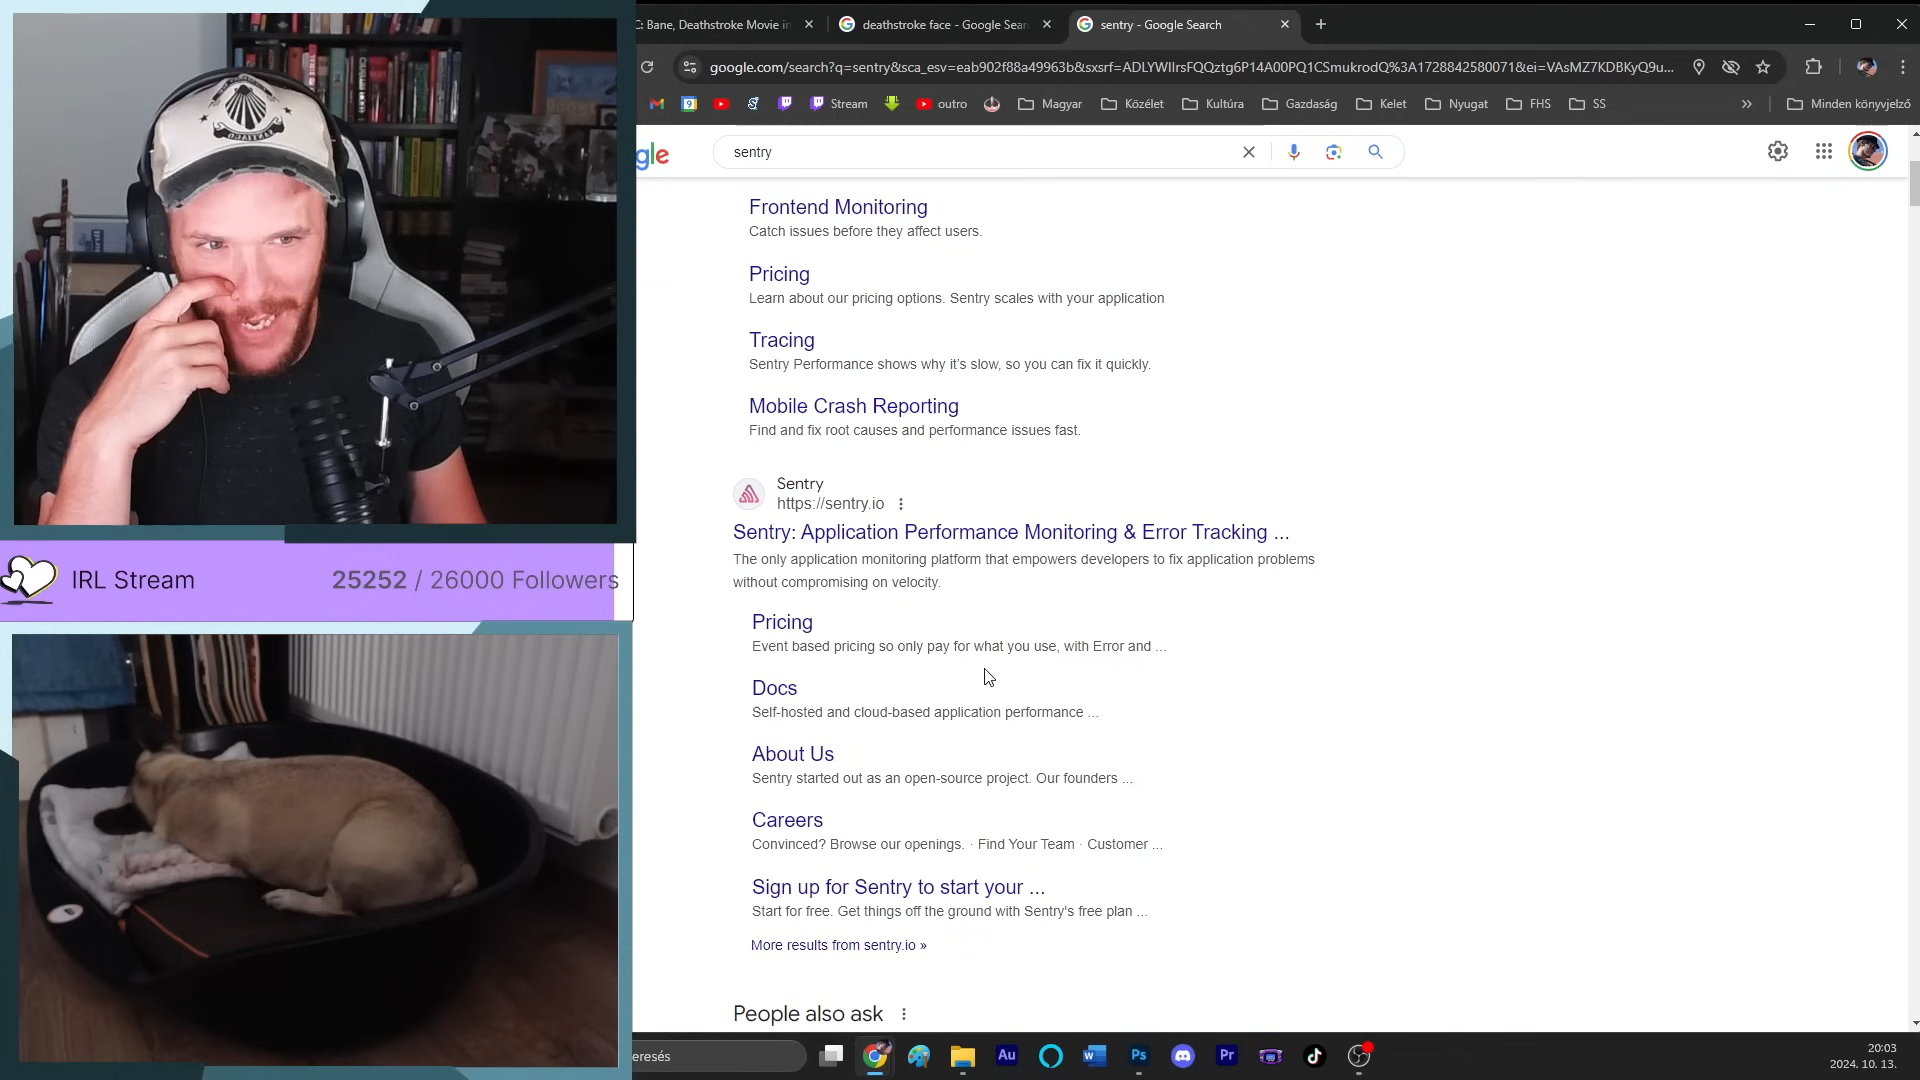 C: Bane, Deathstroke Movie in
deathstroke face - Google Sear
sentry - Google Search
google.com/search?q=sentry&sca_esv=eab902f88a49963b&sxsrf=ADLYWIIrsFQQztg6P14A00PQ1CSmukrodQ%3A1728842580071&ei=VAsMZ7KDBKyQ9u...
Stream
outro
Magyar
Közélet
Kultúra
Gazdaság
Kelet
Nyugat
FHS
SS
Minden könyvjelző
gle
sentry
Frontend Monitoring
Catch issues before they affect users.
Pricing
Learn about our pricing options. Sentry scales with your application
Tracing
Sentry Performance shows why it's slow, so you can fix it quickly.
Mobile Crash Reporting
Find and fix root causes and performance issues fast.
Sentry
https://sentry.io
Sentry: Application Performance Monitoring & Error Tracking ...
The only application monitoring platform that empowers developers to fix application problems
without compromising on velocity.
Pricing
Event based pricing so only pay for what you use, with Error and ...
Docs
Self-hosted and cloud-based application performance ...
About Us
Sentry started out as an open-source project. Our founders ...
Careers
Convinced? Browse our openings. · Find Your Team · Customer ...
Sign up for Sentry to start your ...
Start for free. Get things off the ground with Sentry's free plan ...
More results from sentry.io »
People also ask
IRL Stream
25252 / 26000 Followers
eresés
Au
Ps
Pr
20:03
2024. 10. 13.